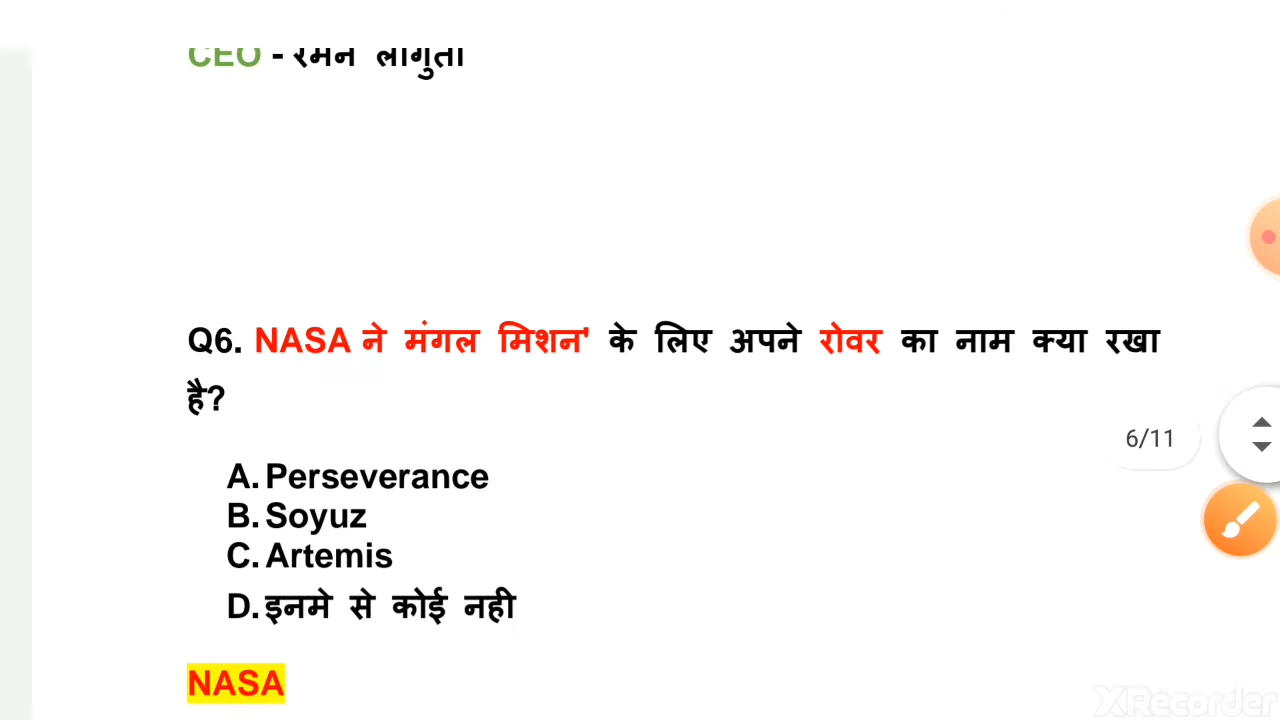 CEO - रमन लागुता
Q6. NASA ने मंगल मिशन' के लिए अपने रोवर का नाम क्या रखा
है?
6/11
A. Perseverance
B. Soyuz
C. Artemis
D. इनमे से कोई नही
NASA
XRecorder